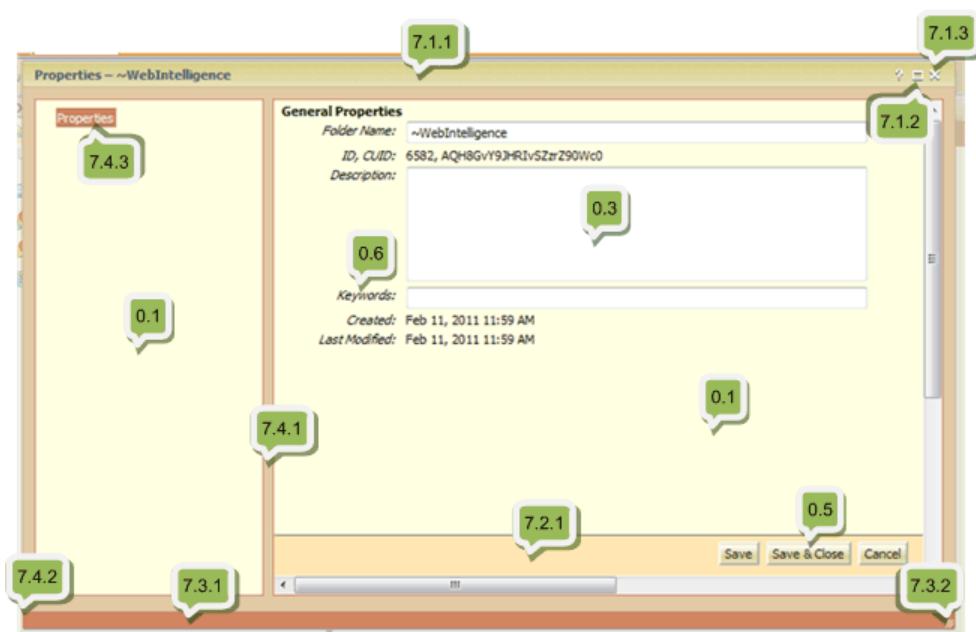 7.1.1
7.1.3
Properties – ~WebIntelligence
?
7.1.2
Properties
General Properties
Folder Name: ~WebIntelligence
7.4.3
ID, CUID: 6582, AQH8GvY9JHRIvSZzrZ90Wc0
Description:
0.3
0.6
Keywords:
0.1
Created: Feb 11, 2011 11:59 AM
Last Modified: Feb 11, 2011 11:59 AM
0.1
7.4.1
0.5
7.2.1
Save Save & Close Cancel
7.4.2
7.3.1
7.3.2